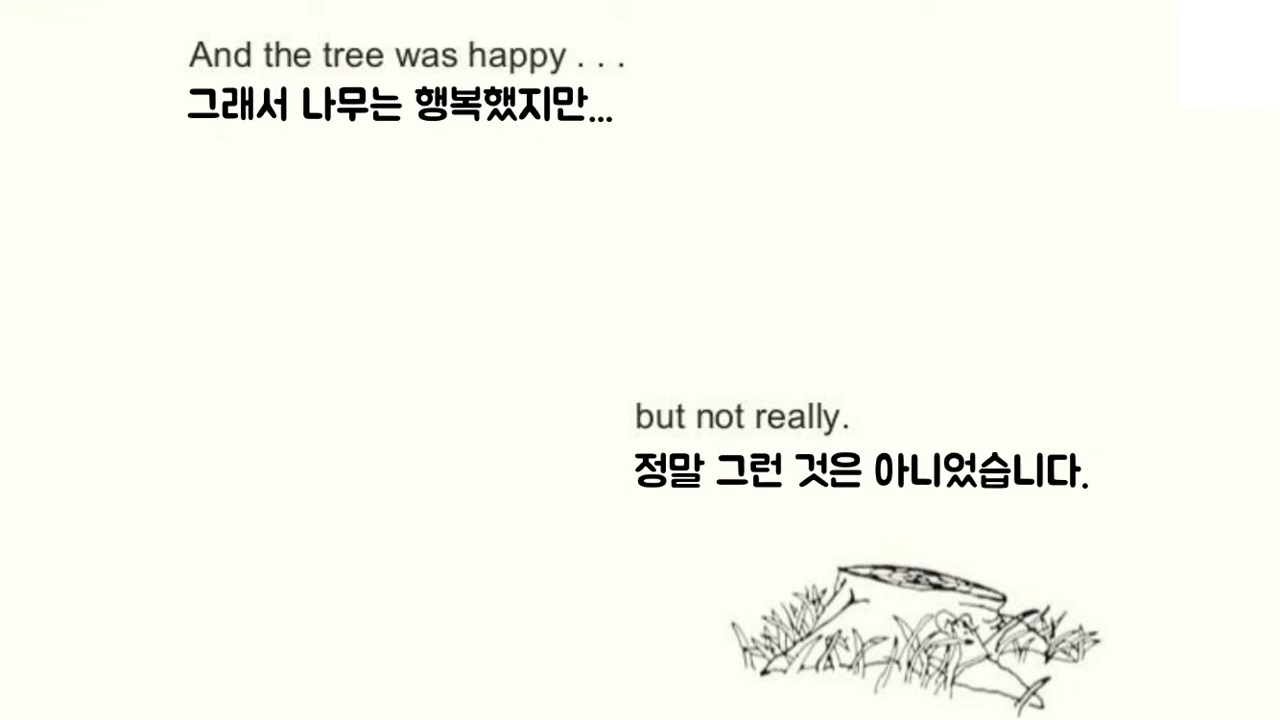 And the tree was happy . . .
그래서 나무는 행복했지만...
but not really.
정말 그런 것은 아니었습니다.